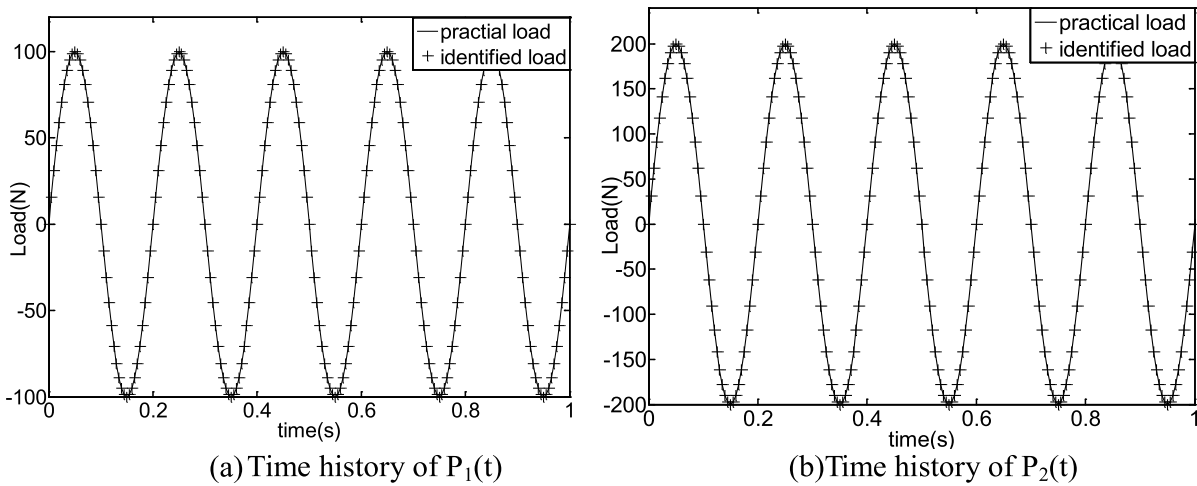 practial load
identified load
100
50
0
-50
-100
Load(N)
0
0.2
0.4
0.6
0.8
1
time(s)
(a) Time history of P₁(t)
practical load
identified load
200
150
100
50
0
-50
-100
-150
-200
Load(N)
0
0.2
0.4
0.6
0.8
1
time(s)
(b)Time history of P₂(t)